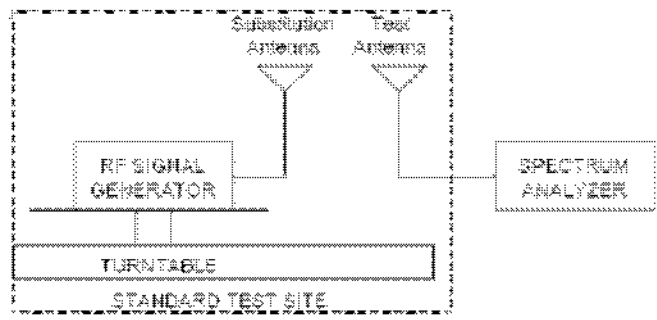 Substitution Test
Antenna Antenna
RF SIGNAL SPECTRUM
GENERATOR ANALYZER
TURNTABLE
STANDARD TEST SITE